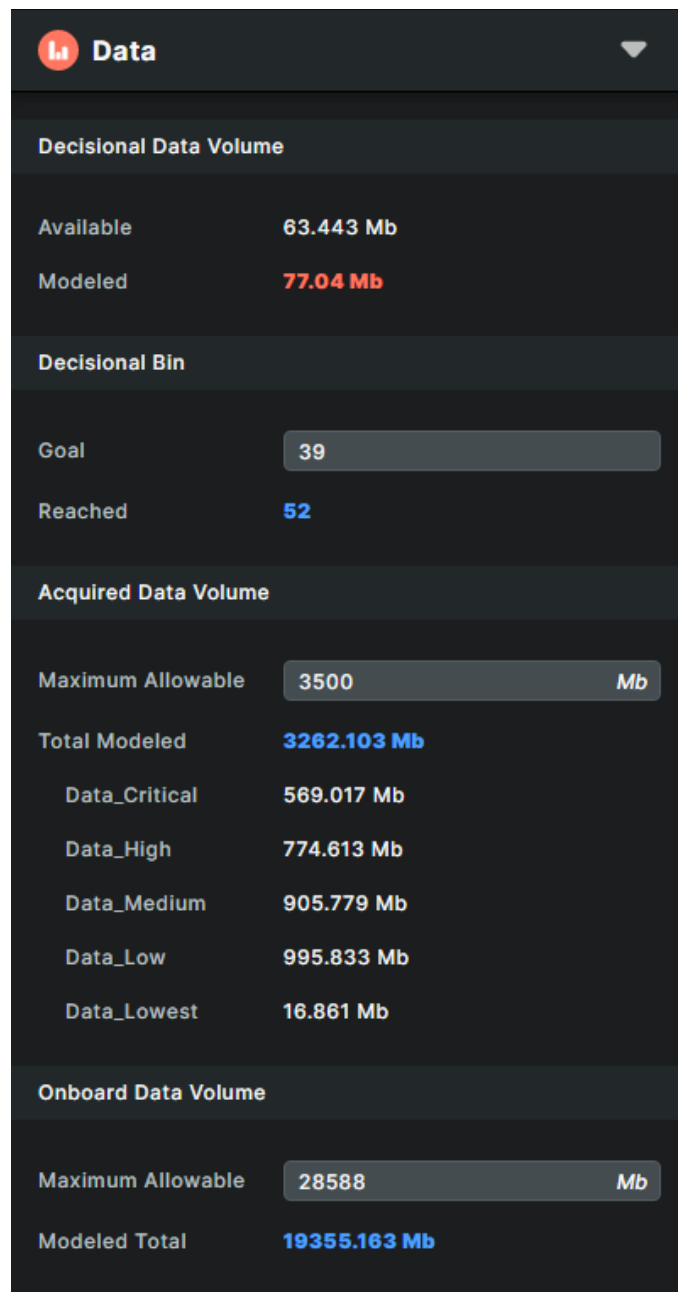 Data
Decisional Data Volume
Available 63.443 Mb
Modeled 77.04 Mb
Decisional Bin
Goal 39
Reached 52
Acquired Data Volume
Maximum Allowable 3500 Mb
Total Modeled 3262.103 Mb
Data_Critical 569.017 Mb
Data_High 774.613 Mb
Data_Medium 905.779 Mb
Data_Low 995.833 Mb
Data_Lowest 16.861 Mb
Onboard Data Volume
Maximum Allowable 28588 Mb
Modeled Total 19355.163 Mb